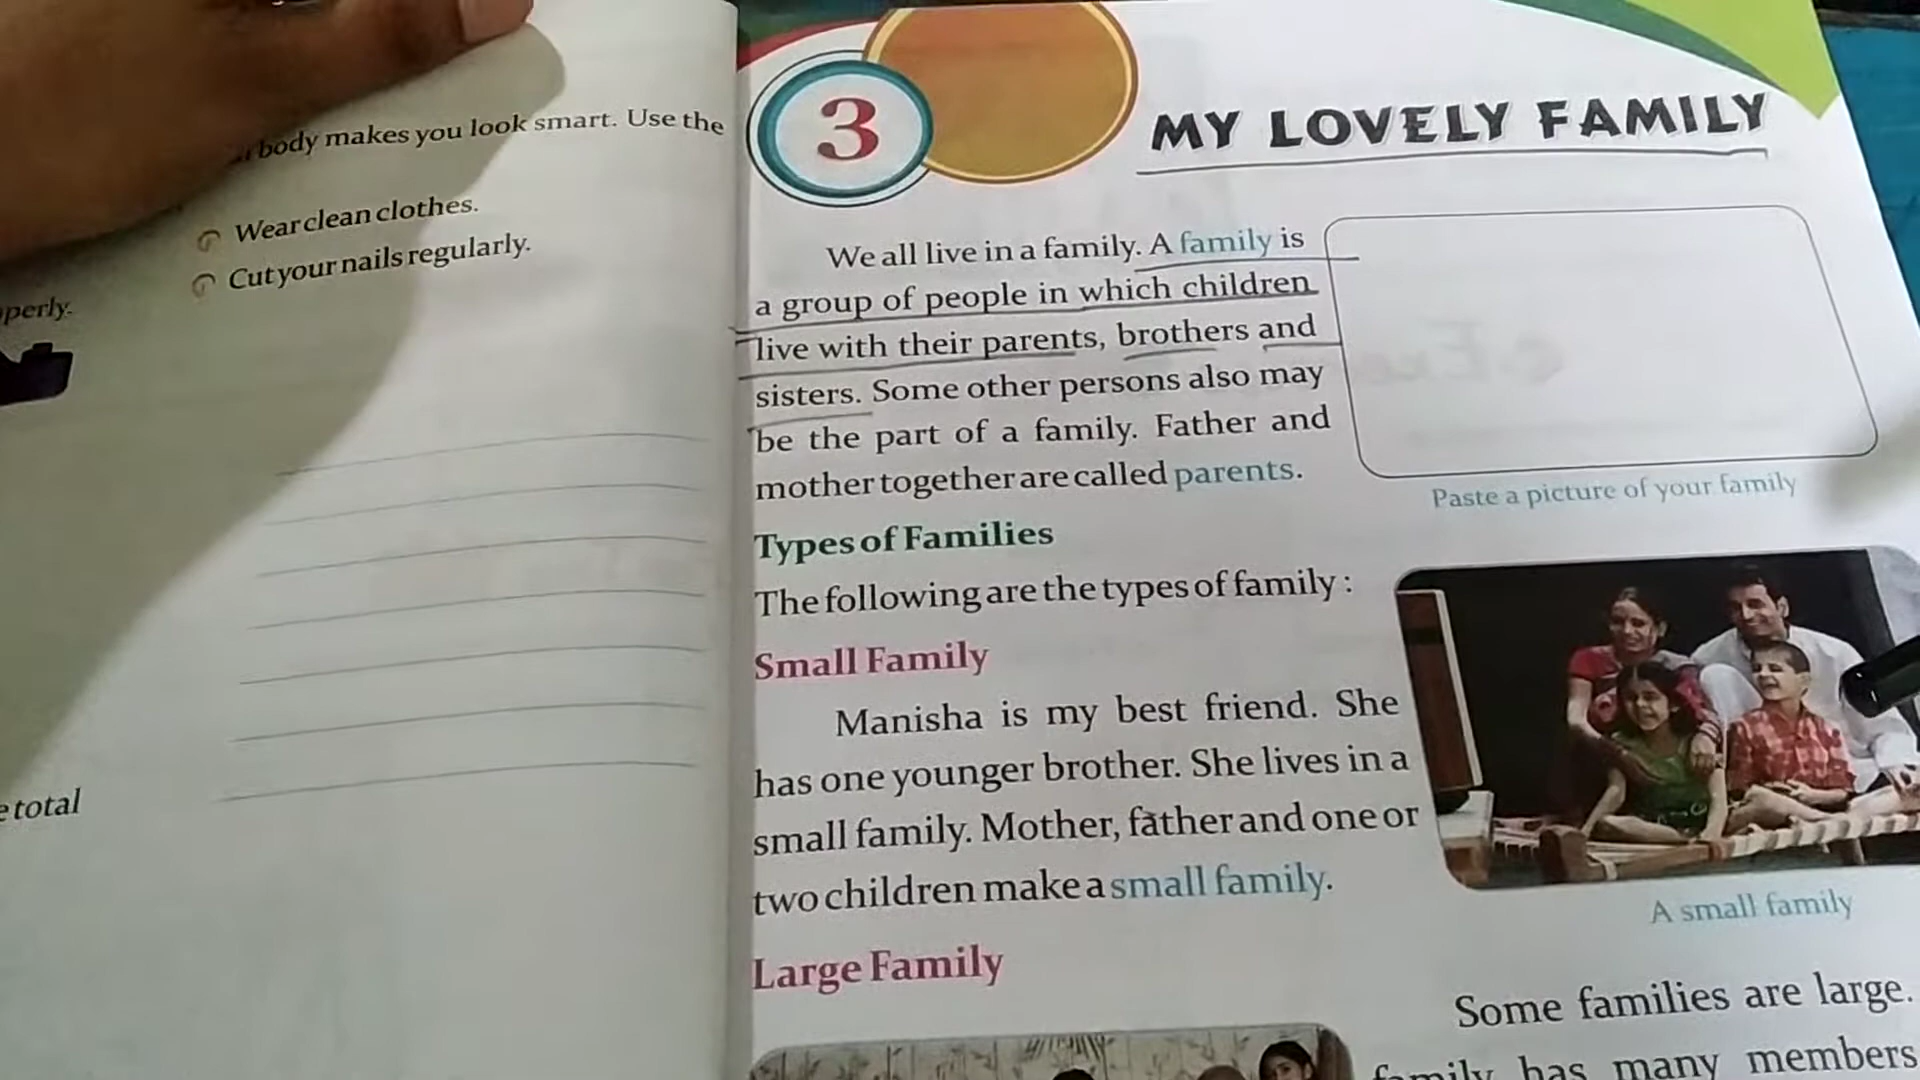 body makes you look smart. Use the
Wear clean clothes.
Cut your nails regularly.
total
3
MY LOVELY FAMILY
We all live in a family. A family is
a group of people in which children
live with their parents, brothers and
sisters. Some other persons also may
be the part of a family. Father and
mother together are called parents.
Paste a picture of your family
Types of Families
The following are the types of family :
Small Family
Manisha is my best friend. She
has one younger brother. She lives in a
small family. Mother, father and one or
two children make a small family.
A small family
Large Family
Some families are large.
family has many members